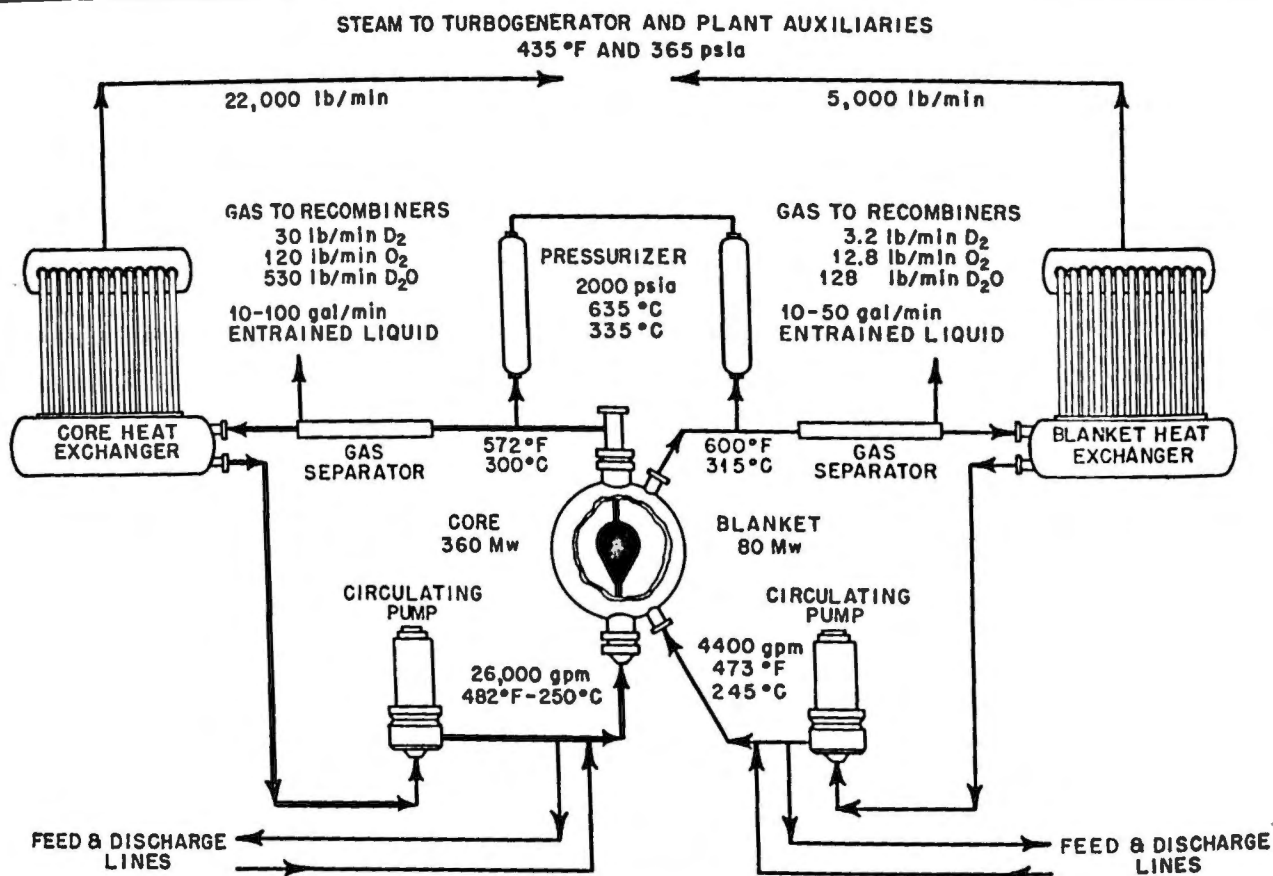 STEAM TO TURBOGENERATOR AND PLANT AUXILIARIES
435 °F AND 365 psia
22,000 lb/min
5,000 lb/min
GAS TO RECOMBINERS
30 lb/min D₂
120 lb/min O₂
530 lb/min D₂O
10-100 gal/min
ENTRAINED LIQUID
PRESSURIZER
2000 psia
635 °C
335 °C
GAS TO RECOMBINERS
3.2 lb/min D₂
12.8 lb/min O₂
128 lb/min D₂O
10-50 gal/min
ENTRAINED LIQUID
CORE HEAT
EXCHANGER
GAS
SEPARATOR
572°F
300°C
600°F
315°C
GAS
SEPARATOR
BLANKET HEAT
EXCHANGER
CORE
360 Mw
BLANKET
80 Mw
CIRCULATING
PUMP
26,000 gpm
482°F-250°C
4400 gpm
473 °F
245°C
CIRCULATING
PUMP
FEED & DISCHARGE
LINES
FEED & DISCHARGE
LINES